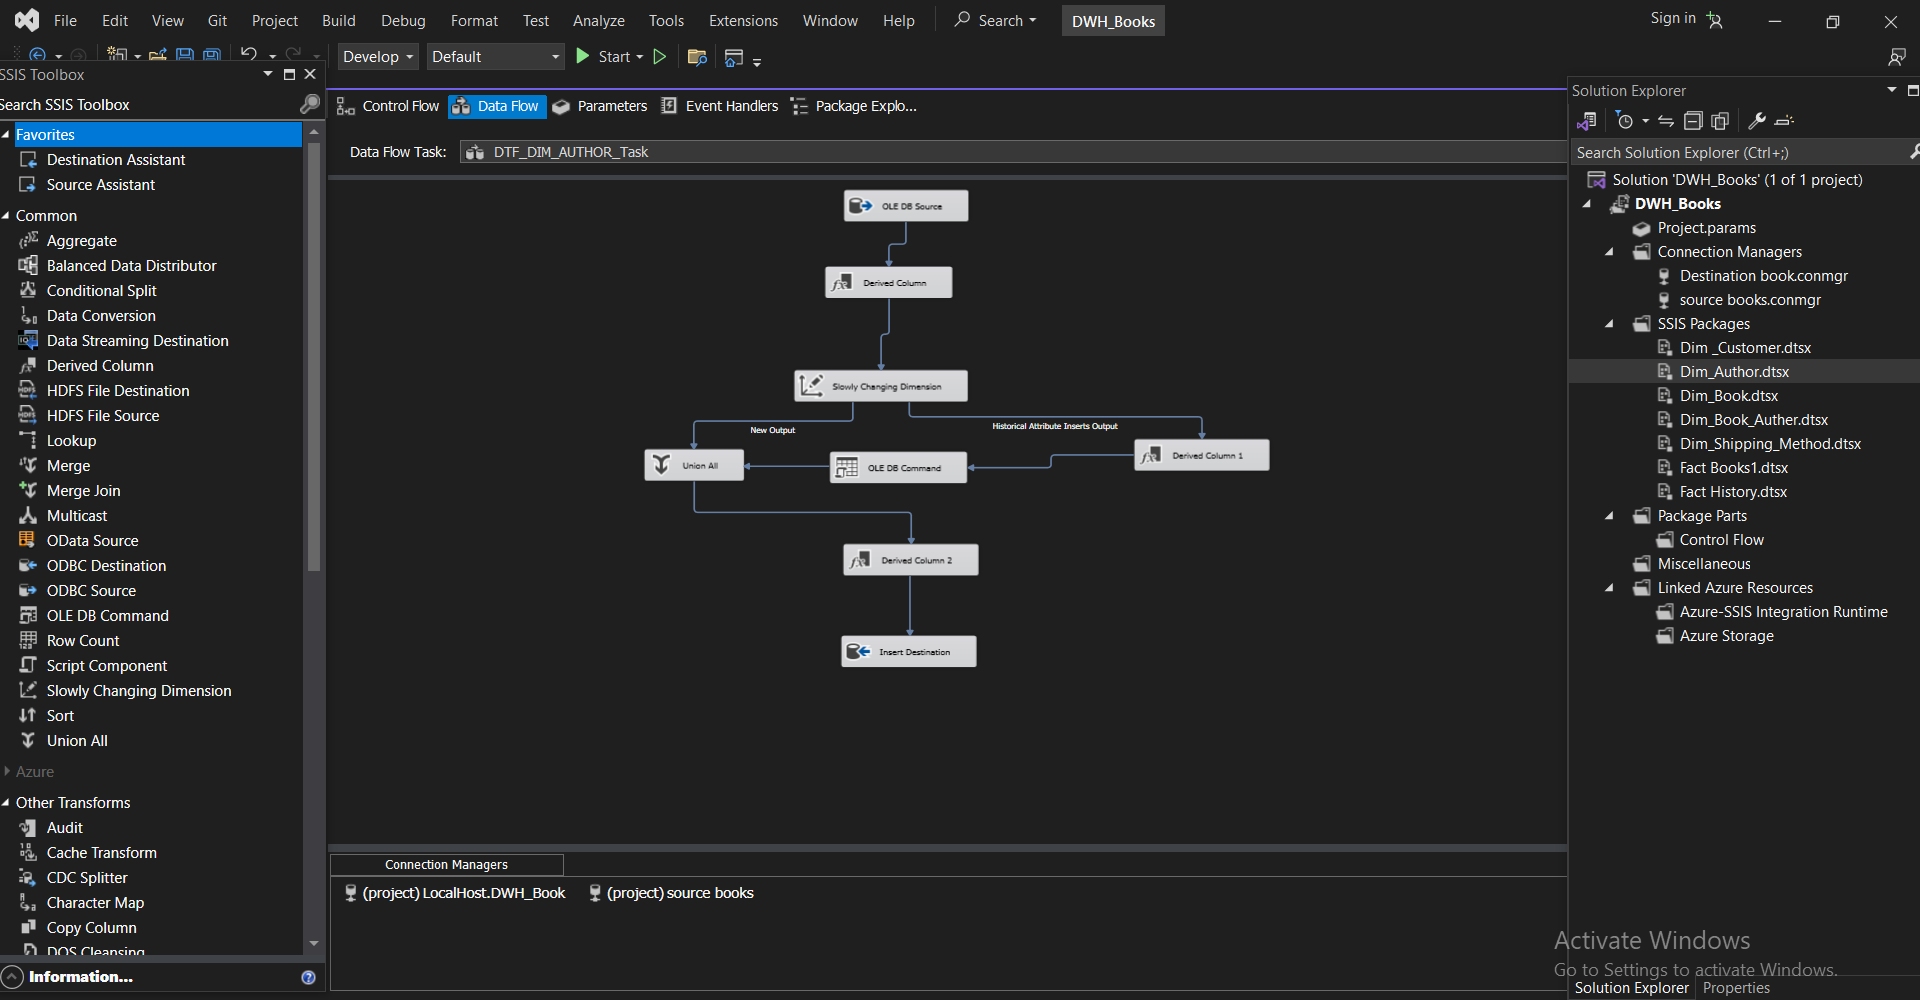 File Edit View Git Project Build Debug Format Test Analyze Tools Extensions Window Help Search DWH_Books Sign in
Develop Default Start
SSIS Toolbox
Search SSIS Toolbox
Favorites
Destination Assistant
Source Assistant
Common
Aggregate
Balanced Data Distributor
Conditional Split
Data Conversion
Data Streaming Destination
Derived Column
HDFS File Destination
HDFS File Source
Lookup
Merge
Merge Join
Multicast
OData Source
ODBC Destination
ODBC Source
OLE DB Command
Row Count
Script Component
Slowly Changing Dimension
Sort
Union All
Azure
Other Transforms
Audit
Cache Transform
CDC Splitter
Character Map
Copy Column
DQS Cleansing
Information...
Control Flow Data Flow Parameters Event Handlers Package Explo...
Data Flow Task: DTF_DIM_AUTHOR_Task
OLE DB Source
Derived Column
Slowly Changing Dimension
New Output
Historical Attribute Inserts Output
Union All
OLE DB Command
Derived Column 1
Derived Column 2
Insert Destination
Connection Managers
(project) LocalHost.DWH_Book (project) source books
Solution Explorer
Search Solution Explorer (Ctrl+;)
Solution 'DWH_Books' (1 of 1 project)
DWH_Books
Project.params
Connection Managers
Destination book.conmgr
source books.conmgr
SSIS Packages
Dim _Customer.dtsx
Dim_Author.dtsx
Dim_Book.dtsx
Dim_Book_Auther.dtsx
Dim_Shipping_Method.dtsx
Fact Books1.dtsx
Fact History.dtsx
Package Parts
Control Flow
Miscellaneous
Linked Azure Resources
Azure-SSIS Integration Runtime
Azure Storage
Activate Windows
Go to Settings to activate Windows.
Solution Explorer Properties